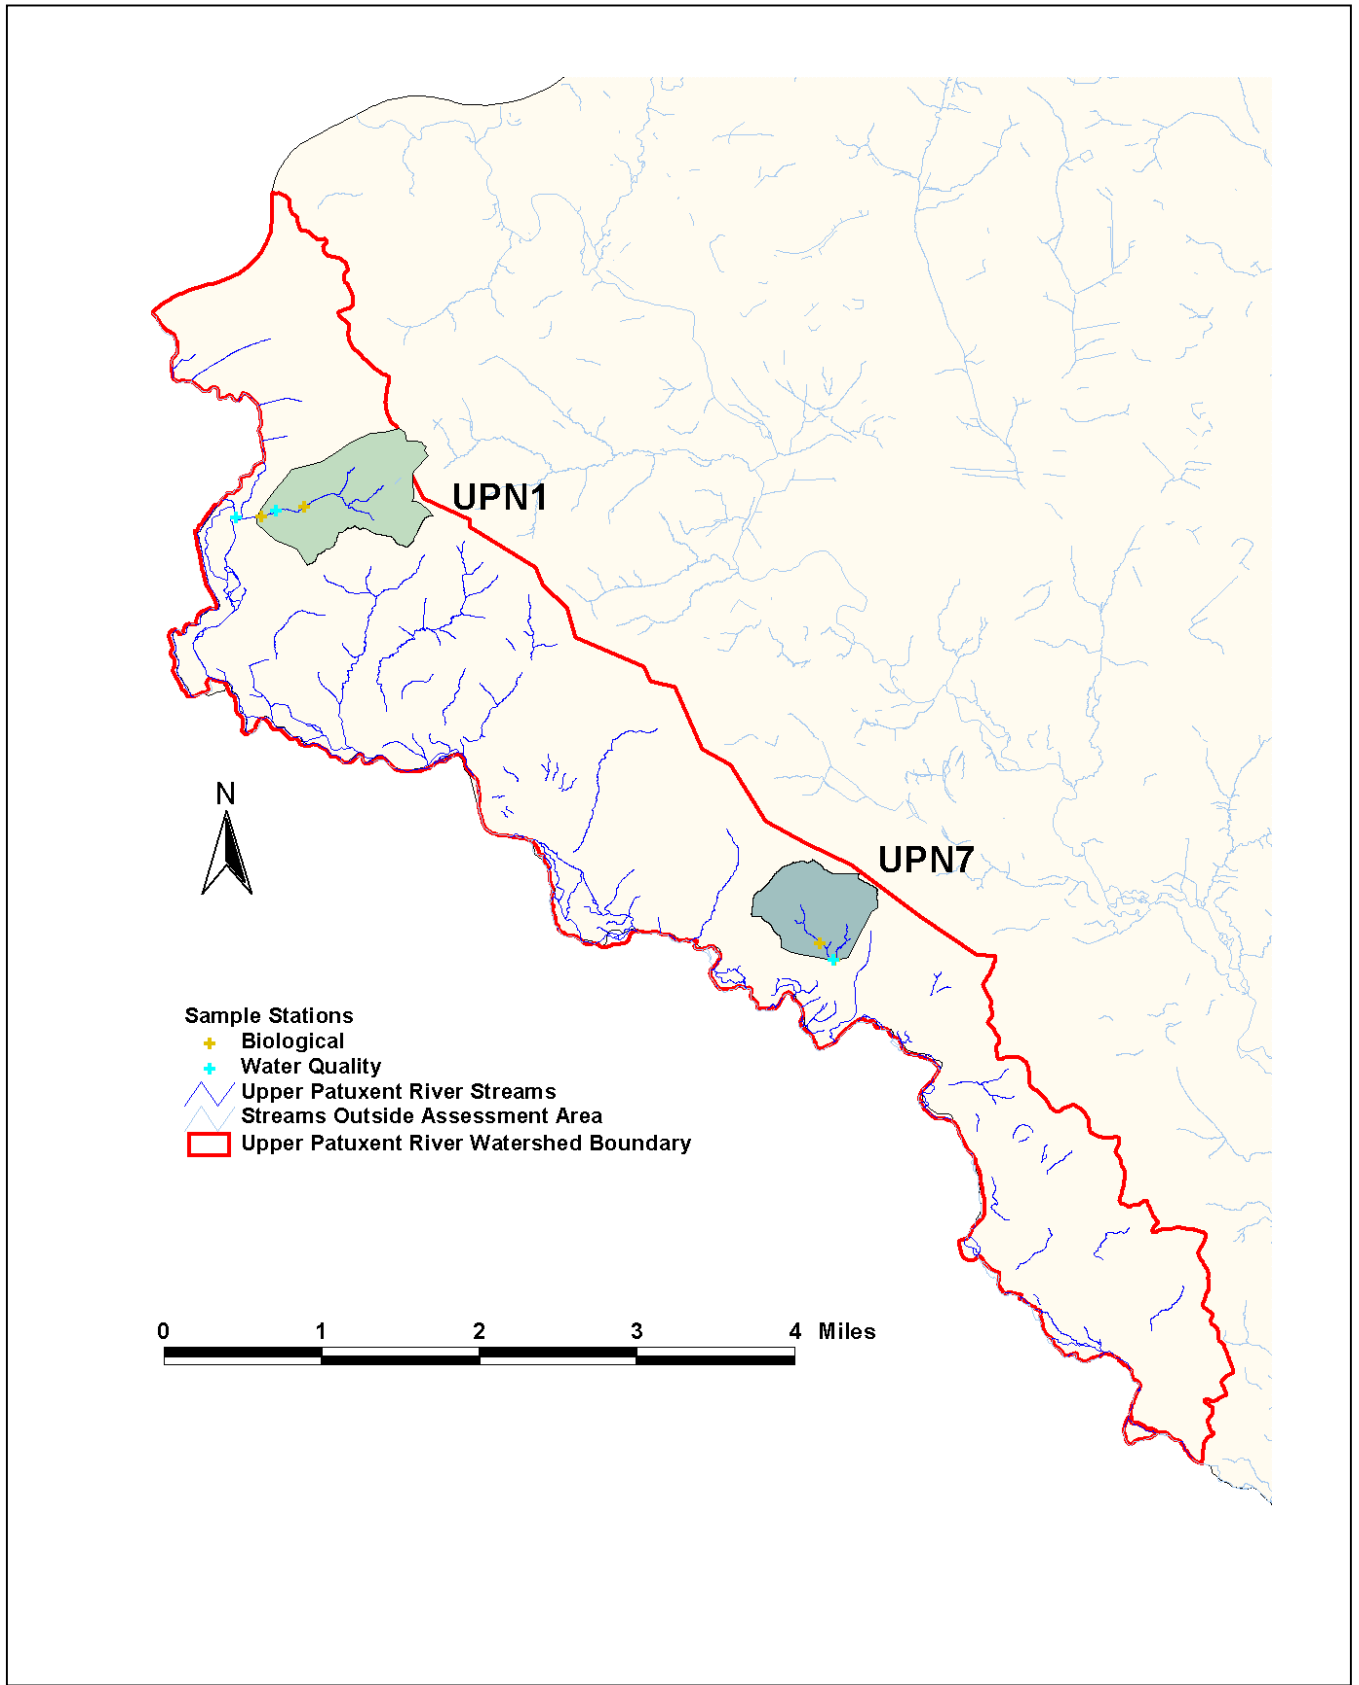 UPN1
N
UPN7
Sample Stations
Biological
Water Quality
Upper Patuxent River Streams
Streams Outside Assessment Area
Upper Patuxent River Watershed Boundary
0 1 2 3 4 Miles